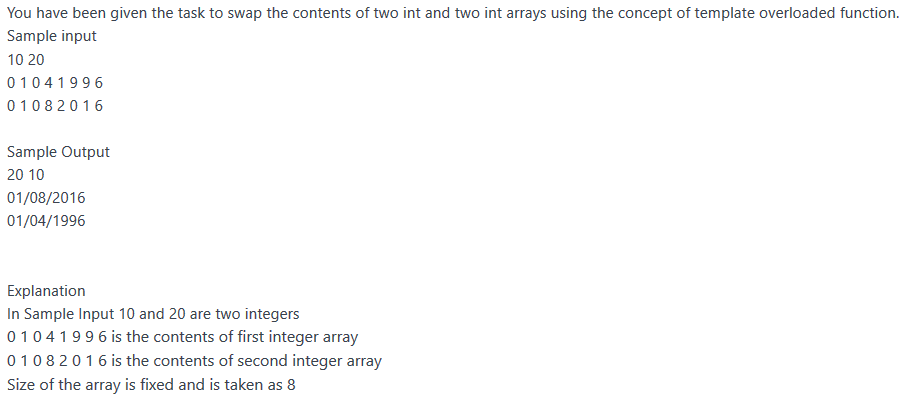 You have been given the task to swap the contents of two int and two int arrays using the concept of template overloaded function.
Sample input
10 20
0 1 0 4 1 9 9 6
0 1 0 8 2 0 1 6
Sample Output
20 10
01/08/2016
01/04/1996
Explanation
In Sample Input 10 and 20 are two integers
0 1 0 4 1 9 9 6 is the contents of first integer array
0 1 0 8 2 0 1 6 is the contents of second integer array
Size of the array is fixed and is taken as 8